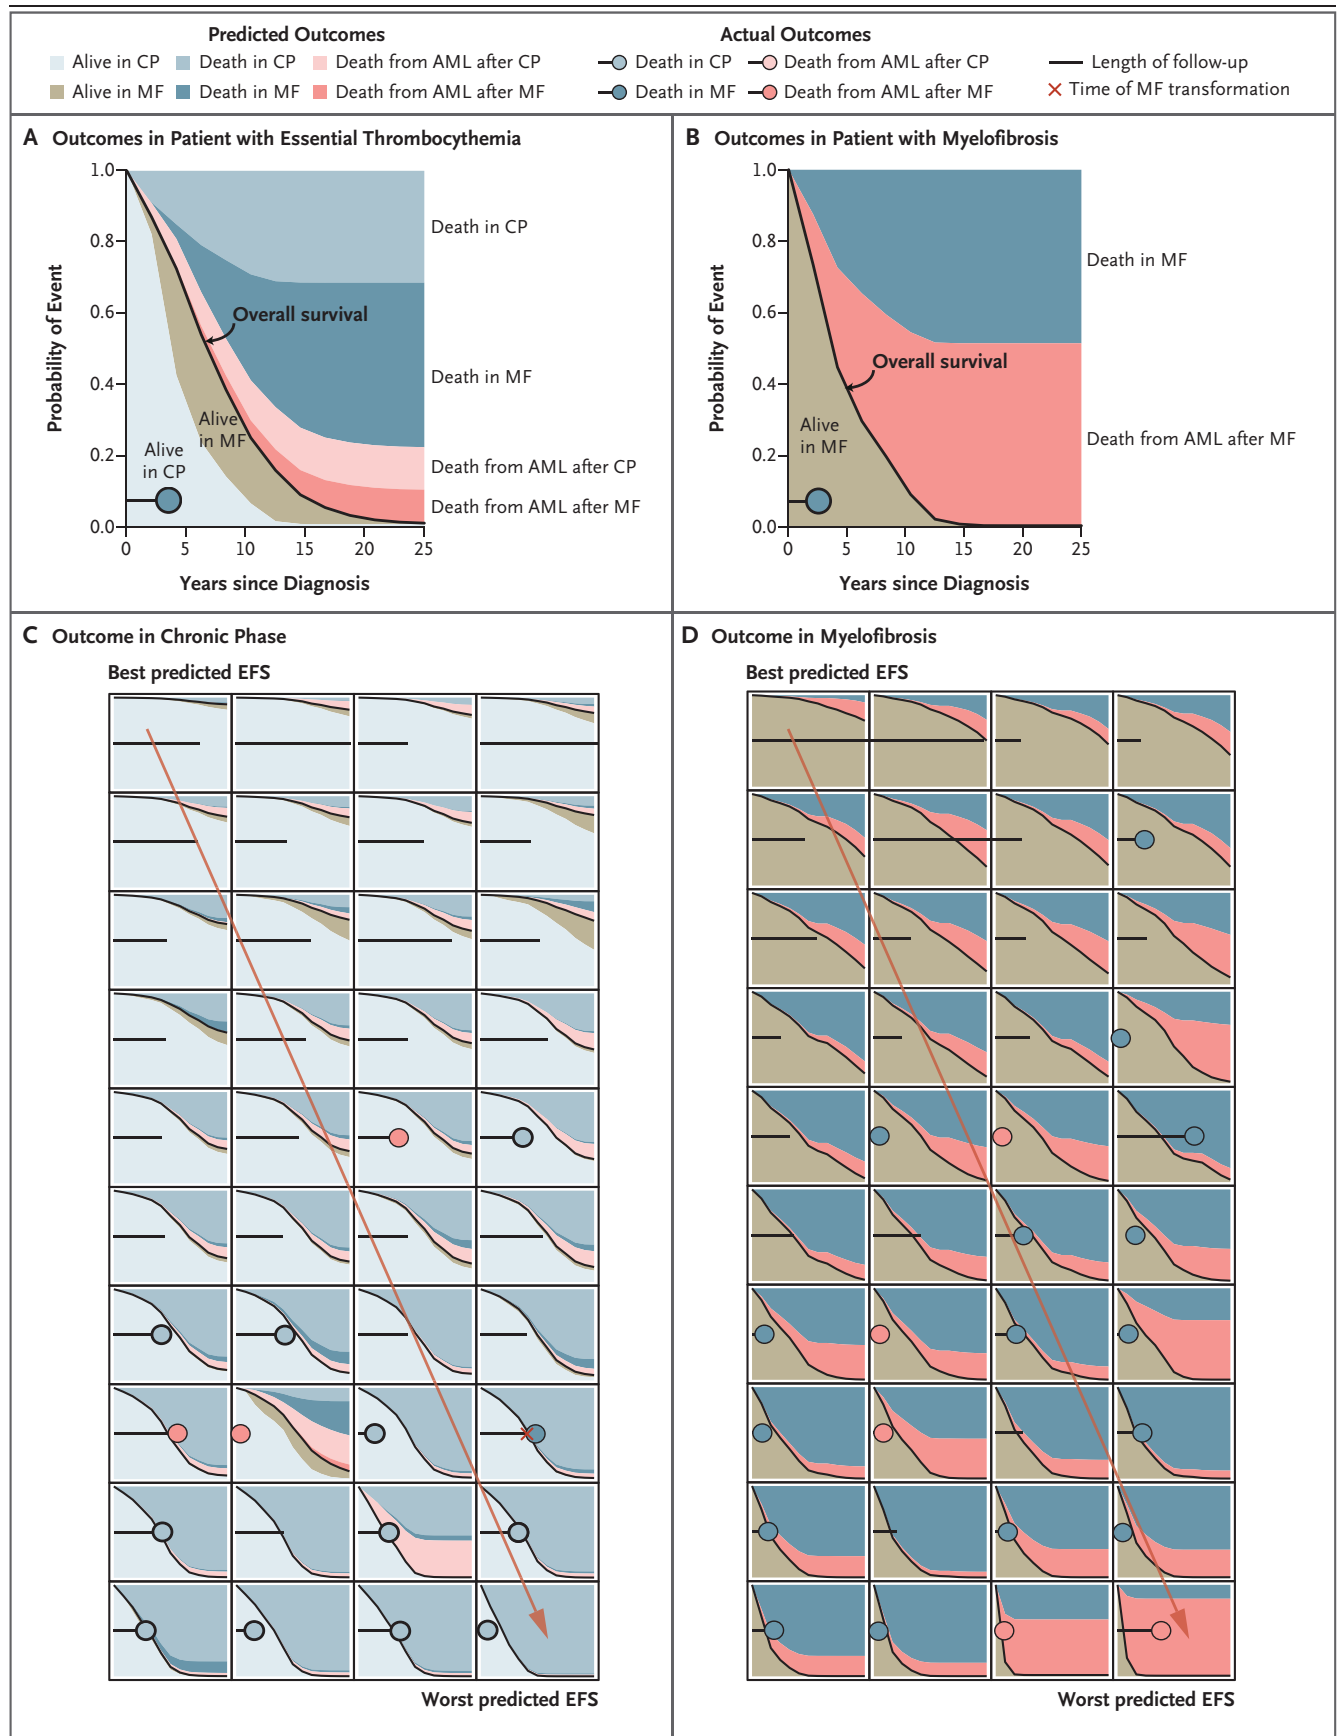 Predicted Outcomes
Actual Outcomes
Alive in CP
Death in CP
Death from AML after CP
Death in CP
Death from AML after CP
Length of follow-up
Alive in MF
Death in MF
Death from AML after MF
Death in MF
Death from AML after MF
Time of MF transformation
A Outcomes in Patient with Essential Thrombocythemia
1.0
0.8
0.6
0.4
0.2
0.0
Probability of Event
Death in CP
Overall survival
Death in MF
Alive
in MF
Alive
in CP
Death from AML after CP
Death from AML after MF
0
5
10
15
20
25
Years since Diagnosis
B Outcomes in Patient with Myelofibrosis
1.0
0.8
0.6
0.4
0.2
0.0
Probability of Event
Death in MF
Overall survival
Alive
in MF
Death from AML after MF
0
5
10
15
20
25
Years since Diagnosis
C Outcome in Chronic Phase
Best predicted EFS
Worst predicted EFS
D Outcome in Myelofibrosis
Best predicted EFS
Worst predicted EFS